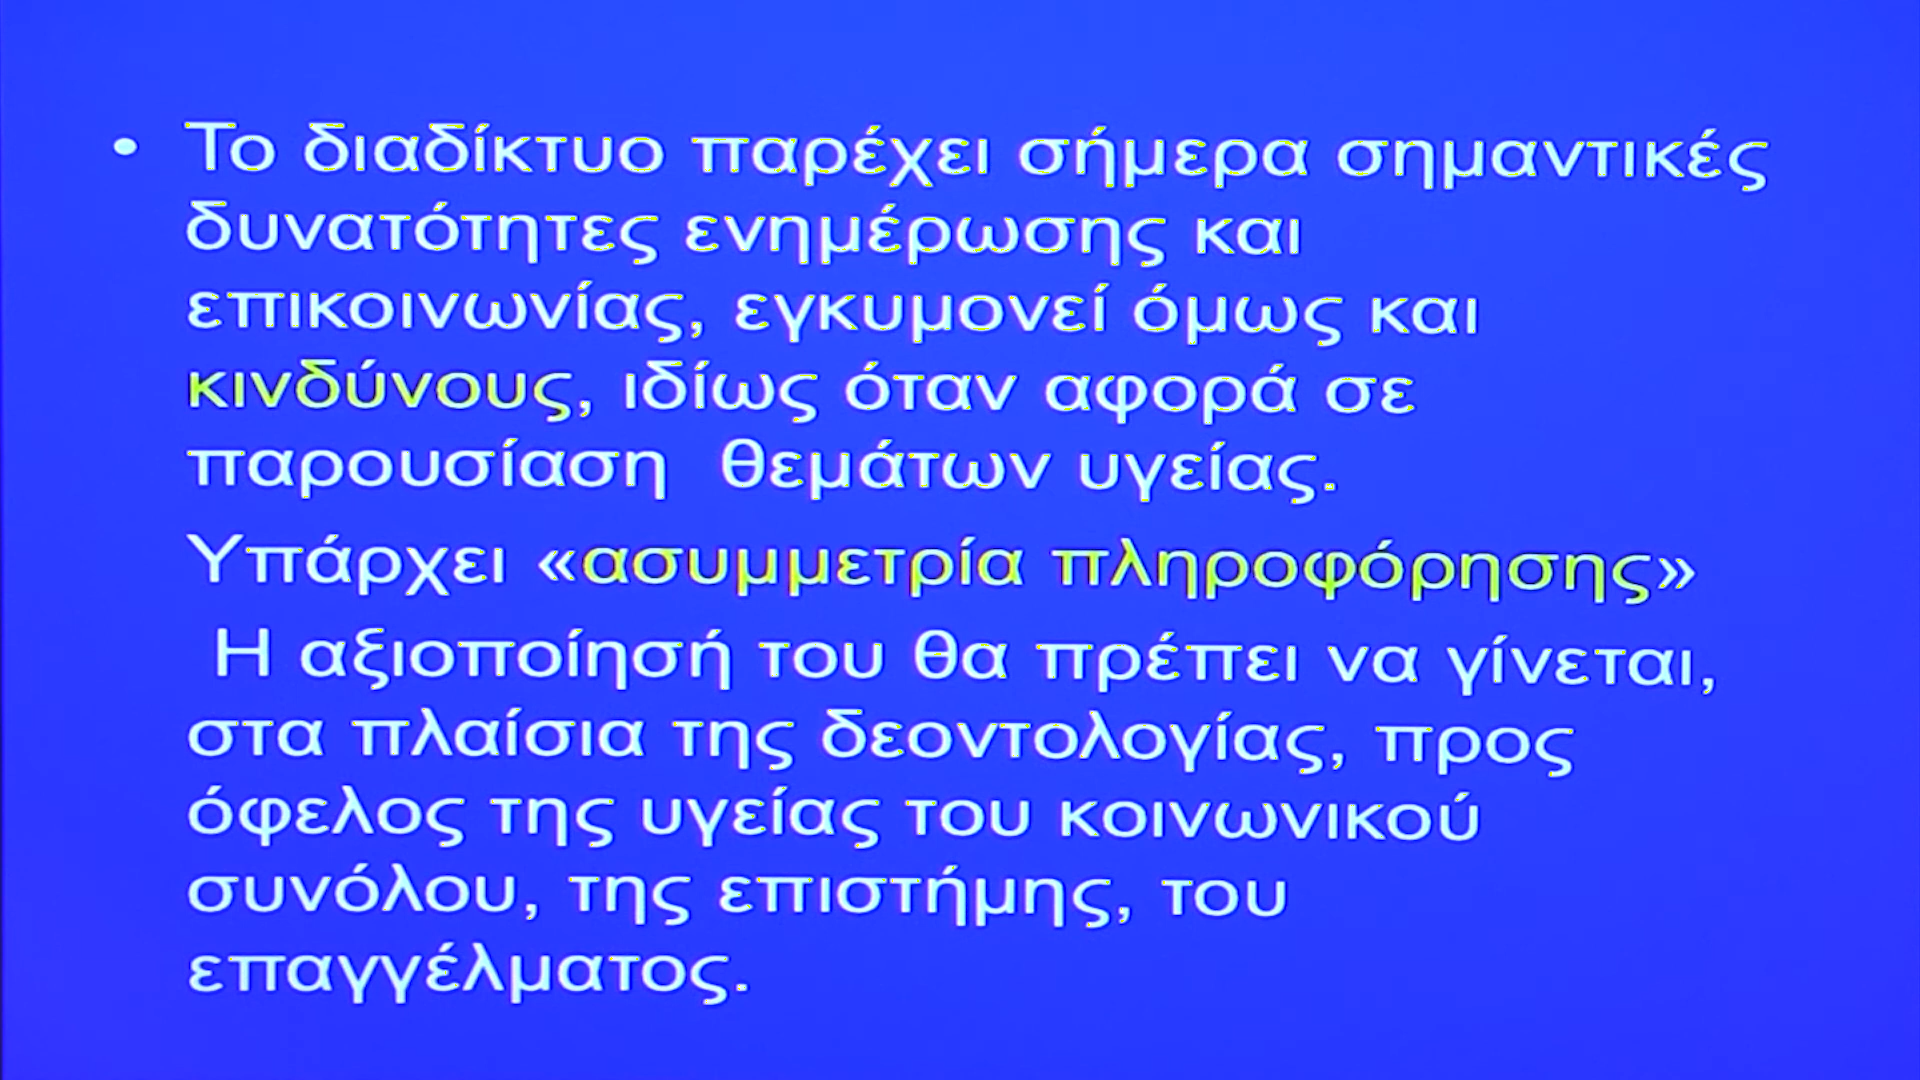 • Το διαδίκτυο παρέχει σήμερα σημαντικές
δυνατότητες ενημέρωσης και
επικοινωνίας, εγκυμονεί όμως και
κινδύνους, ιδίως όταν αφορά σε
παρουσίαση θεμάτων υγείας.
Υπάρχει «ασυμμετρία πληροφόρησης»
Η αξιοποίησή του θα πρέπει να γίνεται,
στα πλαίσια της δεοντολογίας, προς
όφελος της υγείας του κοινωνικού
συνόλου, της επιστήμης, του
επαγγέλματος.